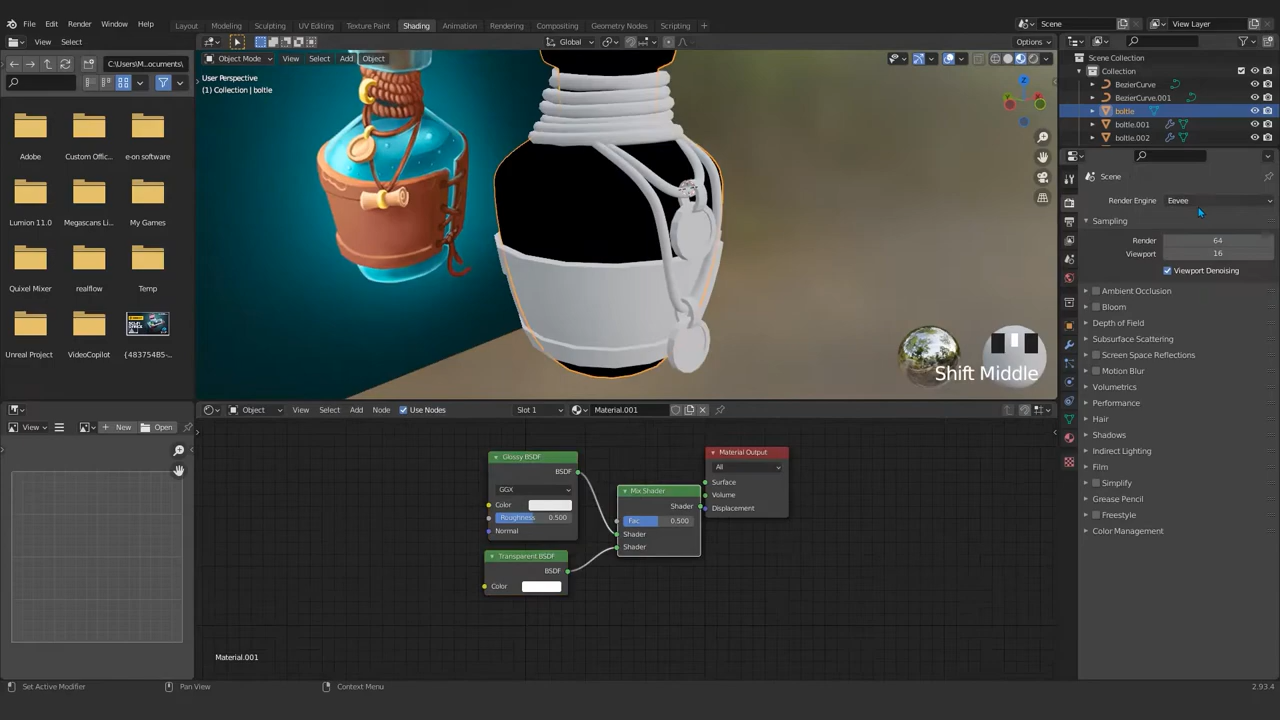 File Edit Render Window Help
Layout Modeling Sculpting UV Editing Texture Paint Shading Animation Rendering Compositing Geometry Nodes Scripting +
Scene
View Layer
View Select
Object Mode
View Select Add Object
Global
Options
C:\Users\M...ocuments\
User Perspective
(1) Collection | boltle
Adobe
Custom Offic...
e-on software
Lumion 11.0
Megascans Li...
My Games
Quixel Mixer
realflow
Temp
Unreal Project
VideoCopilot
{483754B5-...
Shift Middle
Scene Collection
Collection
BezierCurve
BezierCurve.001
boltle
boltle.001
boltle.002
Scene
Render Engine
Eevee
Sampling
Render 64
Viewport 16
Viewport Denoising
Ambient Occlusion
Bloom
Depth of Field
Subsurface Scattering
Screen Space Reflections
Motion Blur
Volumetrics
Performance
Hair
Shadows
Indirect Lighting
Film
Simplify
Grease Pencil
Freestyle
Color Management
View
New
Open
Object
View Select Add Node
Use Nodes
Slot 1
Material.001
Glossy BSDF
BSDF
GGX
Color
Roughness 0.500
Normal
Transparent BSDF
BSDF
Color
Mix Shader
Shader
Fac 0.500
Shader
Shader
Material Output
All
Surface
Volume
Displacement
Material.001
Set Active Modifier
Pan View
Context Menu
2.93.4